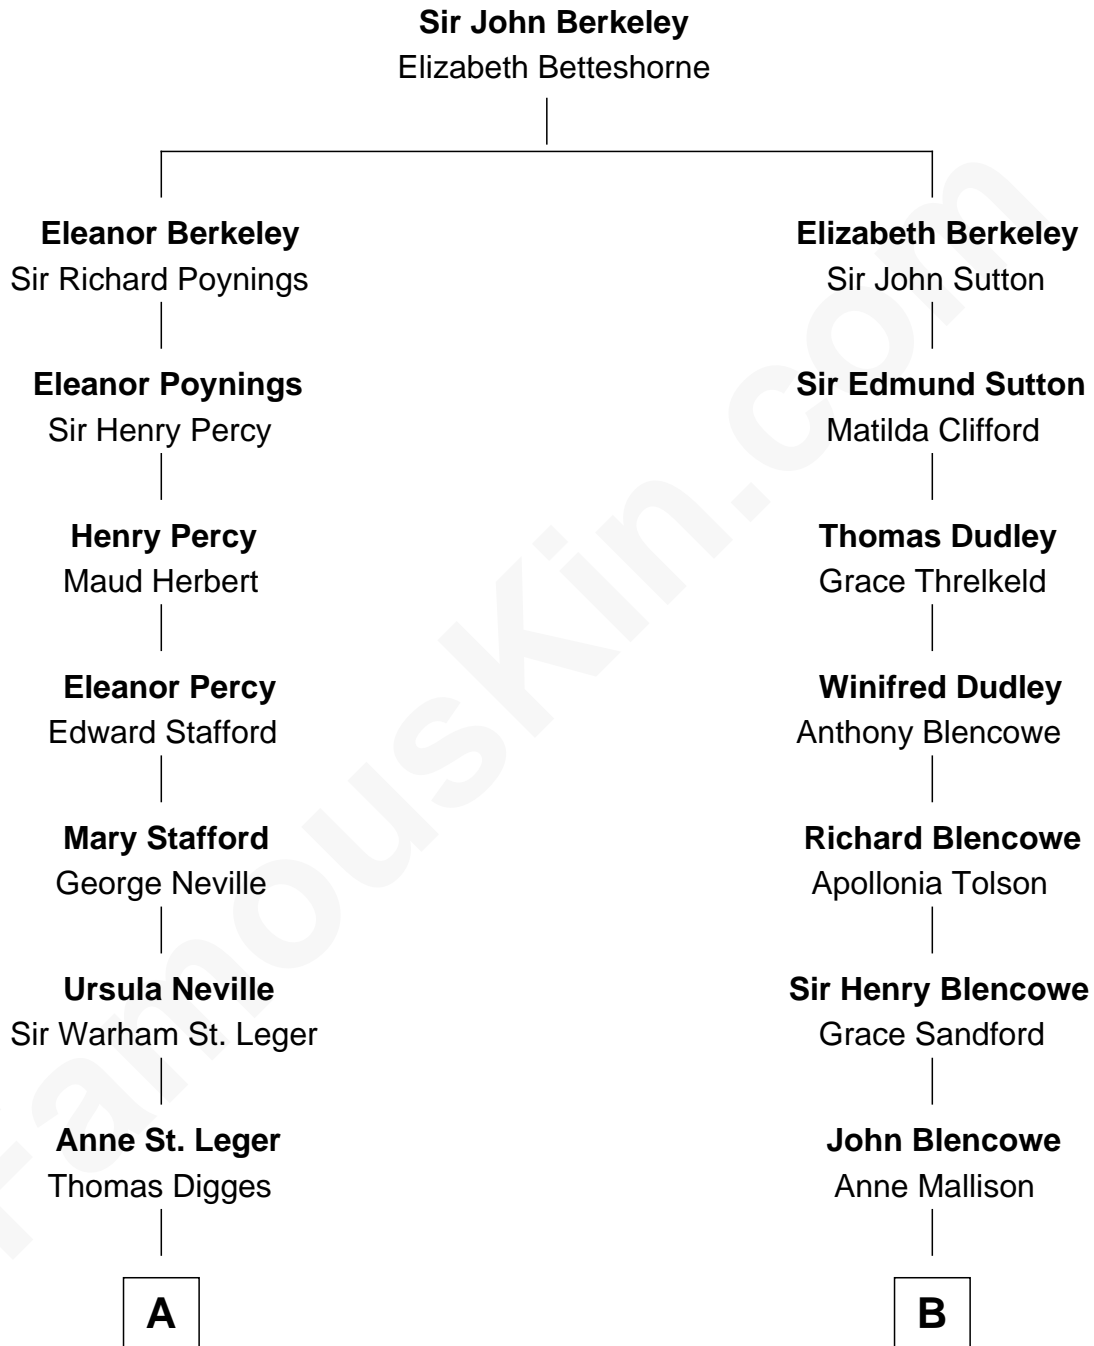 Sir John Berkeley
Elizabeth Betteshorne
Eleanor Berkeley
Sir Richard Poynings
Elizabeth Berkeley
Sir John Sutton
Eleanor Poynings
Sir Henry Percy
Sir Edmund Sutton
Matilda Clifford
Henry Percy
Maud Herbert
Thomas Dudley
Grace Threlkeld
Eleanor Percy
Edward Stafford
Winifred Dudley
Anthony Blencowe
Mary Stafford
George Neville
Richard Blencowe
Apollonia Tolson
Ursula Neville
Sir Warham St. Leger
Sir Henry Blencowe
Grace Sandford
Anne St. Leger
Thomas Digges
John Blencowe
Anne Mallison
A
B
FamousKin.com